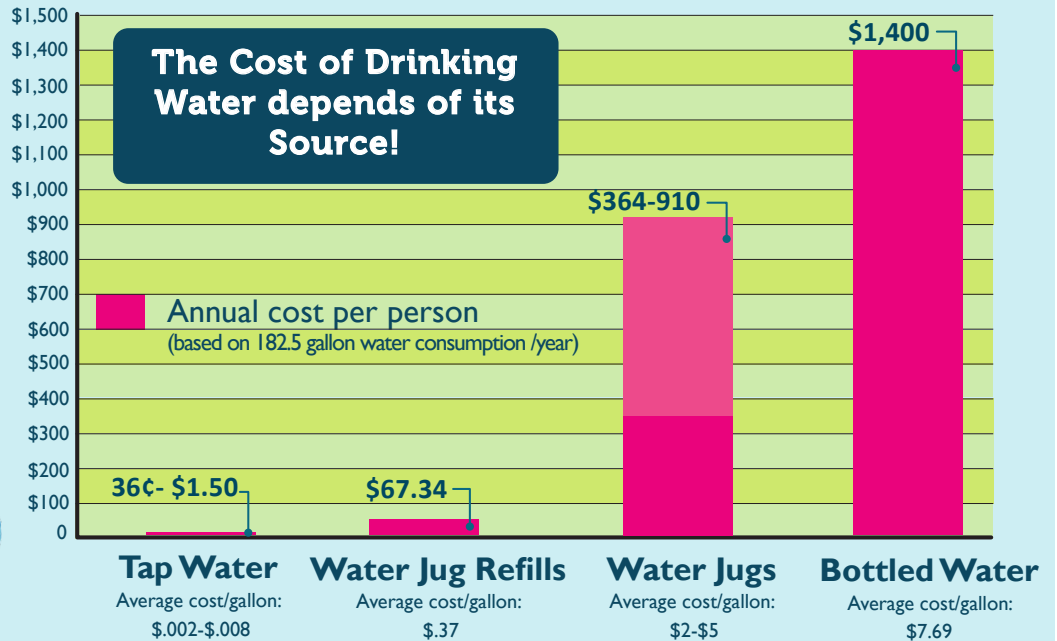 $1,500
$1,400
$1,300
$1,200
$1,100
$1,000
$900
$800
$700
$600
$500
$400
$300
$200
$100
0
The Cost of Drinking
Water depends of its
Source!
Annual cost per person
(based on 182.5 gallon water consumption /year)
36¢- $1.50
$67.34
$364-910
$1,400
Tap Water
Average cost/gallon:
$.002-$.008
Water Jug Refills
Average cost/gallon:
$.37
Water Jugs
Average cost/gallon:
$2-$5
Bottled Water
Average cost/gallon:
$7.69